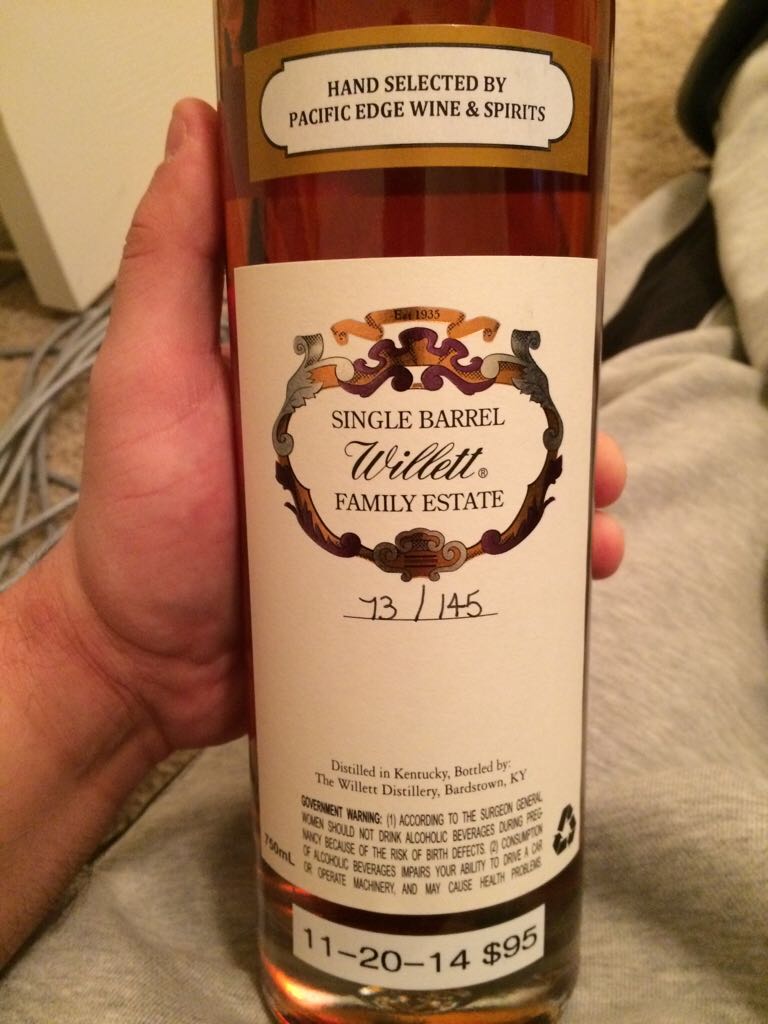 HAND SELECTED BY
PACIFIC EDGE WINE & SPIRITS
Est 1935
SINGLE BARREL
Willett®
FAMILY ESTATE
73 / 145
Distilled in Kentucky, Bottled by:
The Willett Distillery, Bardstown, KY
GOVERNMENT WARNING: (1) ACCORDING TO THE SURGEON GENERAL,
WOMEN SHOULD NOT DRINK ALCOHOLIC BEVERAGES DURING PREG-
NANCY BECAUSE OF THE RISK OF BIRTH DEFECTS. (2) CONSUMPTION
OF ALCOHOLIC BEVERAGES IMPAIRS YOUR ABILITY TO DRIVE A CAR
OR OPERATE MACHINERY, AND MAY CAUSE HEALTH PROBLEMS.
750mL
11-20-14 $95